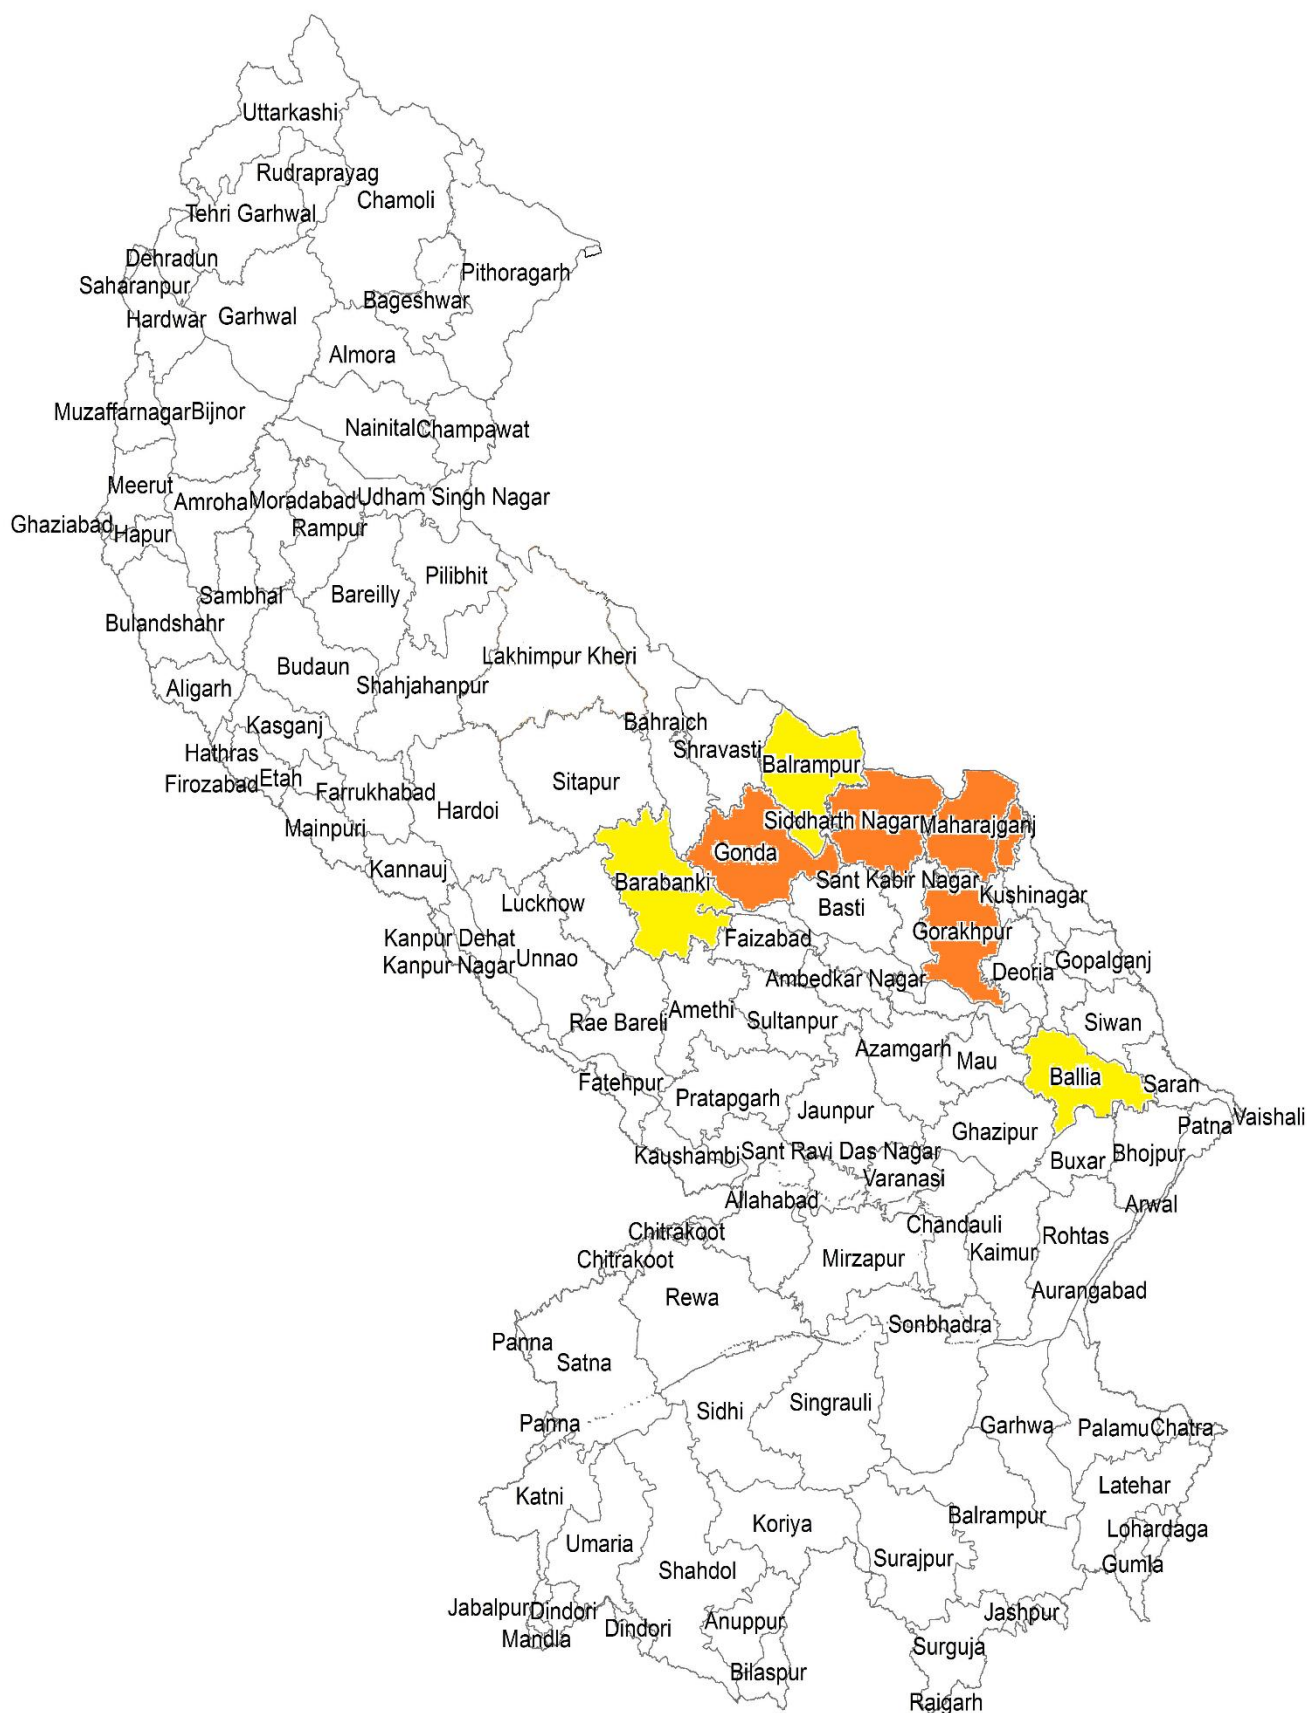 Uttarkashi
Rudraprayag
Chamoli
Tehri Garhwal
Dehradun
Pithoragarh
Saharanpur
Bageshwar
Hardwar
Garhwal
Almora
Muzaffarnagar
Bijnor
Nainital
Champawat
Meerut
Amroha
Moradabad
Udham Singh Nagar
Ghaziabad
Hapur
Rampur
Pilibhit
Sambhal
Bareilly
Bulandshahr
Lakhimpur Kheri
Budaun
Aligarh
Shahjahanpur
Kasganj
Bahraich
Hathras
Shravasti
Balrampur
Firozabad
Etah
Farrukhabad
Hardoi
Sitapur
Mainpuri
Siddharth Nagar
Maharajganj
Gonda
Kannauj
Barabanki
Sant Kabir Nagar
Kushinagar
Lucknow
Basti
Kanpur Dehat
Faizabad
Gorakhpur
Unnao
Kanpur Nagar
Gopalganj
Deoria
Ambedkar Nagar
Rae Bareli
Amethi
Sultanpur
Siwan
Azamgarh
Mau
Fatehpur
Ballia
Saran
Pratapgarh
Jaunpur
Vaishali
Ghazipur
Patna
Kaushambi
Sant Ravi Das Nagar
Buxar
Bhojpur
Varanasi
Allahabad
Arwal
Chitrakoot
Chandauli
Rohtas
Chitrakoot
Mirzapur
Kaimur
Rewa
Aurangabad
Sonbhadra
Panna
Satna
Sidhi
Singrauli
Panna
Garhwa
Palamu
Chatra
Latehar
Katni
Koriya
Balrampur
Lohardaga
Umaria
Surajpur
Gumla
Shahdol
Jabalpur
Dindori
Jashpur
Mandla
Dindori
Anuppur
Surguja
Bilaspur
Raigarh